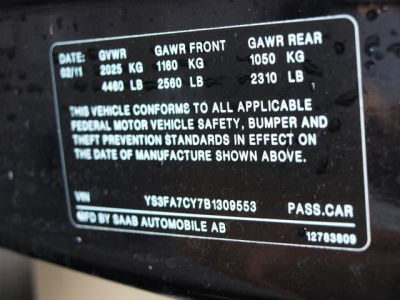 DATE: GVWR GAWR FRONT GAWR REAR
02/11 2025 KG 1160 KG 1050 KG
4460 LB 2560 LB 2310 LB
THIS VEHICLE CONFORMS TO ALL APPLICABLE
FEDERAL MOTOR VEHICLE SAFETY, BUMPER AND
THEFT PREVENTION STANDARDS IN EFFECT ON
THE DATE OF MANUFACTURE SHOWN ABOVE.
VIN YS3FA7CY7B1309553 PASS.CAR
MFD BY SAAB AUTOMOBILE AB 12783809